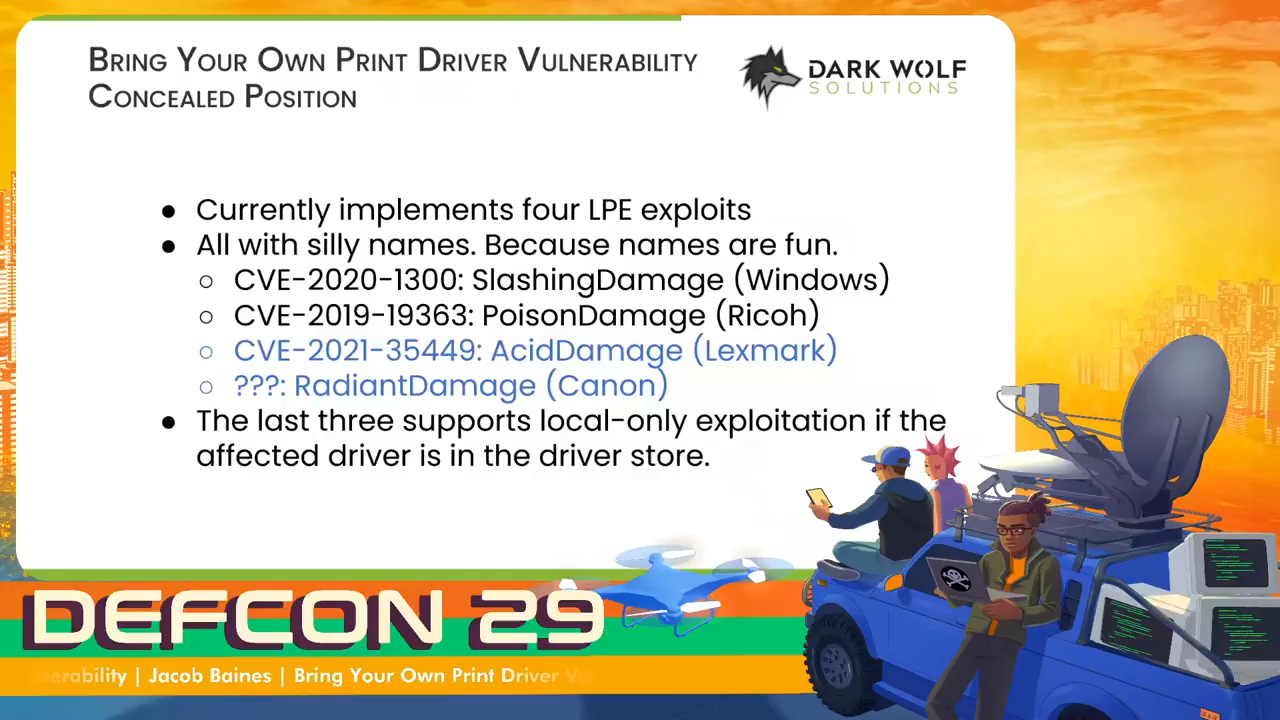 BRING YOUR OWN PRINT DRIVER VULNERABILITY
CONCEALED POSITION
DARK WOLF
SOLUTIONS
● Currently implements four LPE exploits
● All with silly names. Because names are fun.
○ CVE-2020-1300: SlashingDamage (Windows)
○ CVE-2019-19363: PoisonDamage (Ricoh)
○ CVE-2021-35449: AcidDamage (Lexmark)
○ ???: RadiantDamage (Canon)
● The last three supports local-only exploitation if the
affected driver is in the driver store.
DEFCON 29
nerability | Jacob Baines | Bring Your Own Print Driver Vu